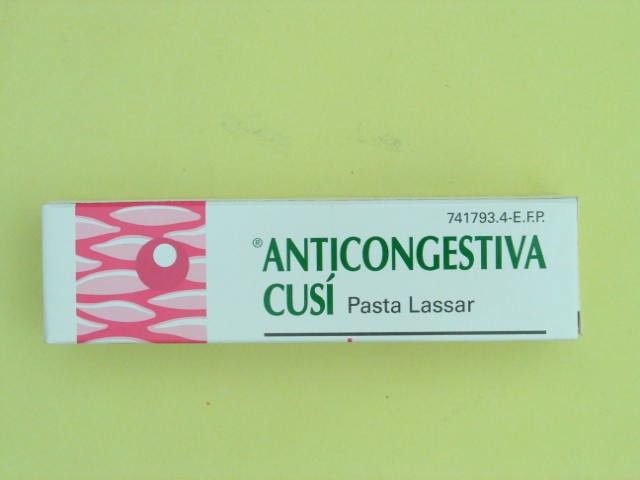 741793.4-E.F.P.
® ANTICONGESTIVA
CUSÍ Pasta Lassar